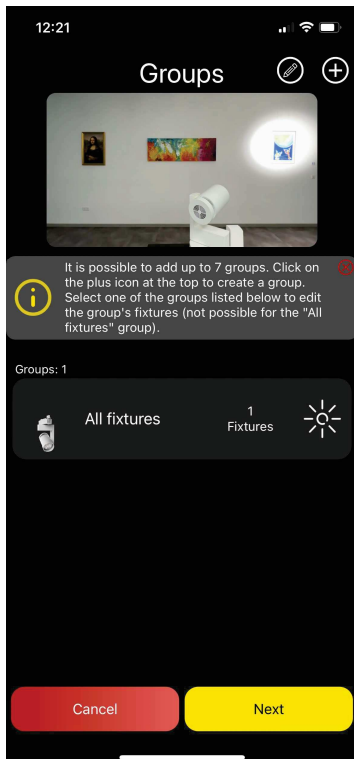 12:21
Groups
It is possible to add up to 7 groups. Click on
the plus icon at the top to create a group.
Select one of the groups listed below to edit
the group's fixtures (not possible for the "All
fixtures" group).
Groups: 1
All fixtures
1
Fixtures
Cancel
Next